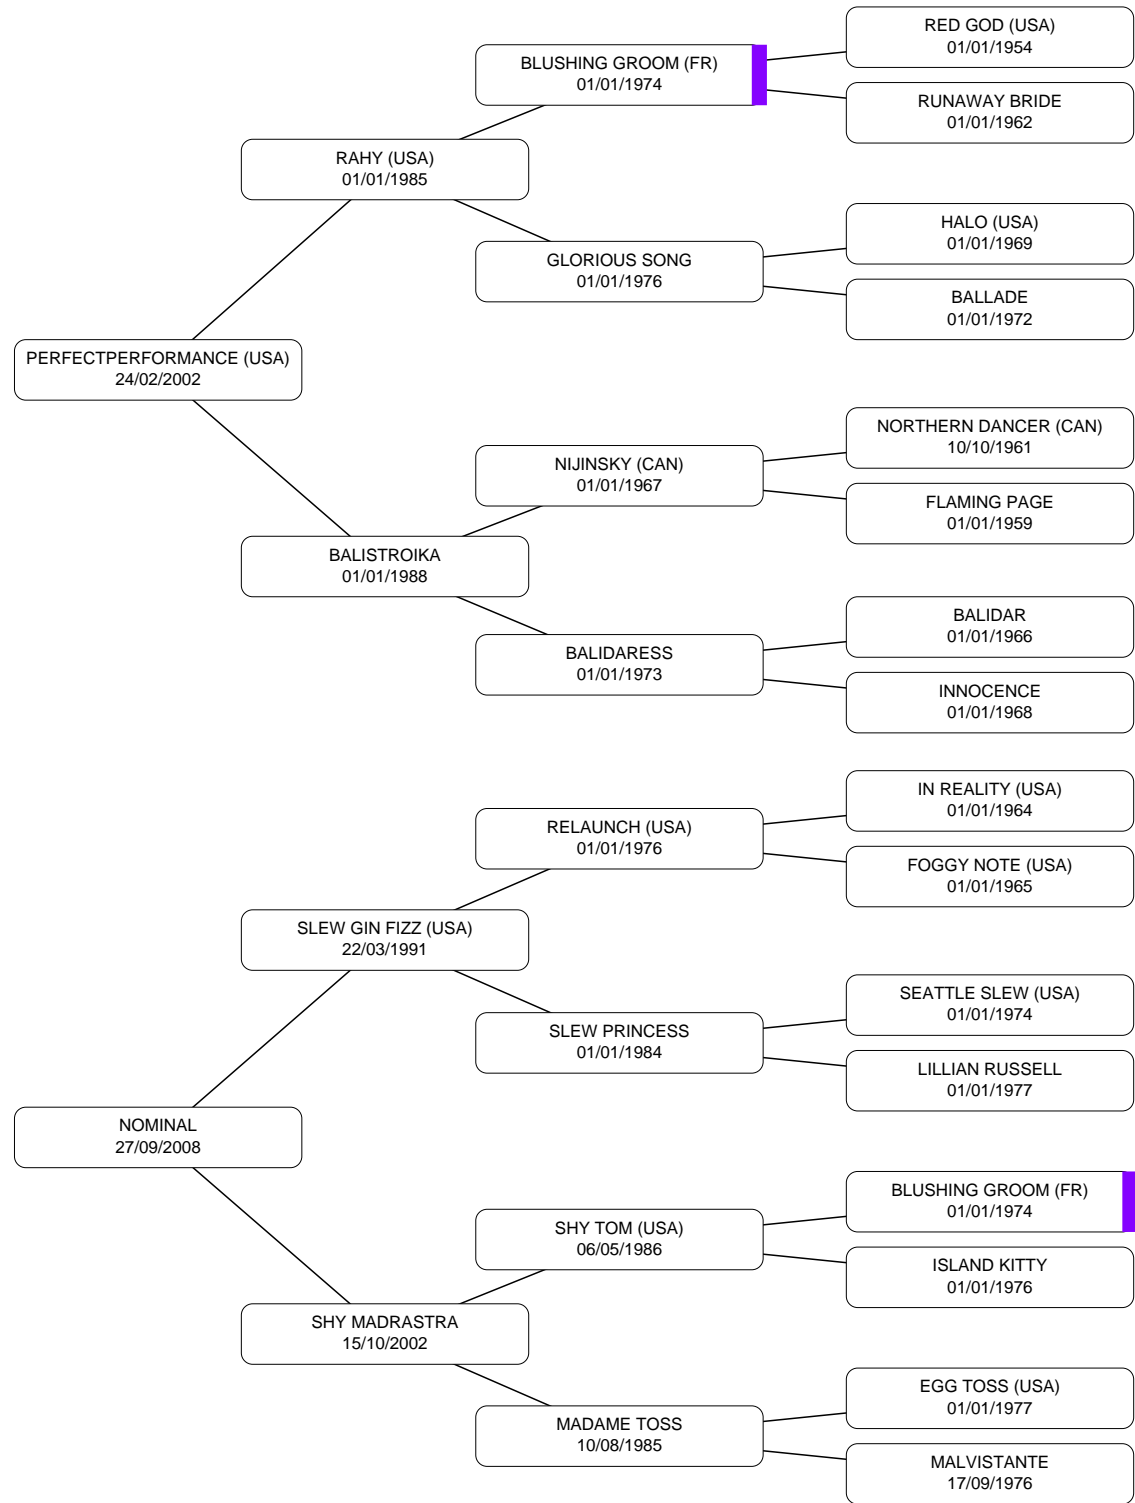 RED GOD (USA)
01/01/1954
BLUSHING GROOM (FR)
01/01/1974
RUNAWAY BRIDE
01/01/1962
RAHY (USA)
01/01/1985
HALO (USA)
01/01/1969
GLORIOUS SONG
01/01/1976
BALLADE
01/01/1972
PERFECTPERFORMANCE (USA)
24/02/2002
NORTHERN DANCER (CAN)
10/10/1961
NIJINSKY (CAN)
01/01/1967
FLAMING PAGE
01/01/1959
BALISTROIKA
01/01/1988
BALIDAR
01/01/1966
BALIDARESS
01/01/1973
INNOCENCE
01/01/1968
IN REALITY (USA)
01/01/1964
RELAUNCH (USA)
01/01/1976
FOGGY NOTE (USA)
01/01/1965
SLEW GIN FIZZ (USA)
22/03/1991
SEATTLE SLEW (USA)
01/01/1974
SLEW PRINCESS
01/01/1984
LILLIAN RUSSELL
01/01/1977
NOMINAL
27/09/2008
BLUSHING GROOM (FR)
01/01/1974
SHY TOM (USA)
06/05/1986
ISLAND KITTY
01/01/1976
SHY MADRASTRA
15/10/2002
EGG TOSS (USA)
01/01/1977
MADAME TOSS
10/08/1985
MALVISTANTE
17/09/1976